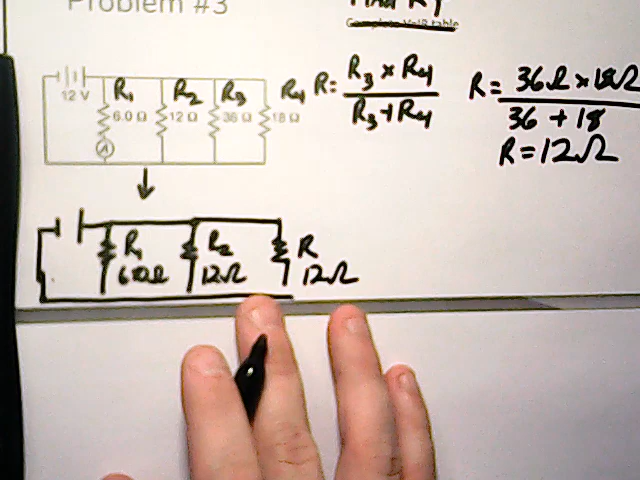 Problem #3
Complete VoIR table
12 V
R1 R2 R3 R4
6.0 Ω 12 Ω 36 Ω 18 Ω
A
R = R3 × R4 / R3 + R4
R = 36Ω × 18Ω / 36 + 18
R = 12Ω
R1 R2 R
6.0Ω 12Ω 12Ω